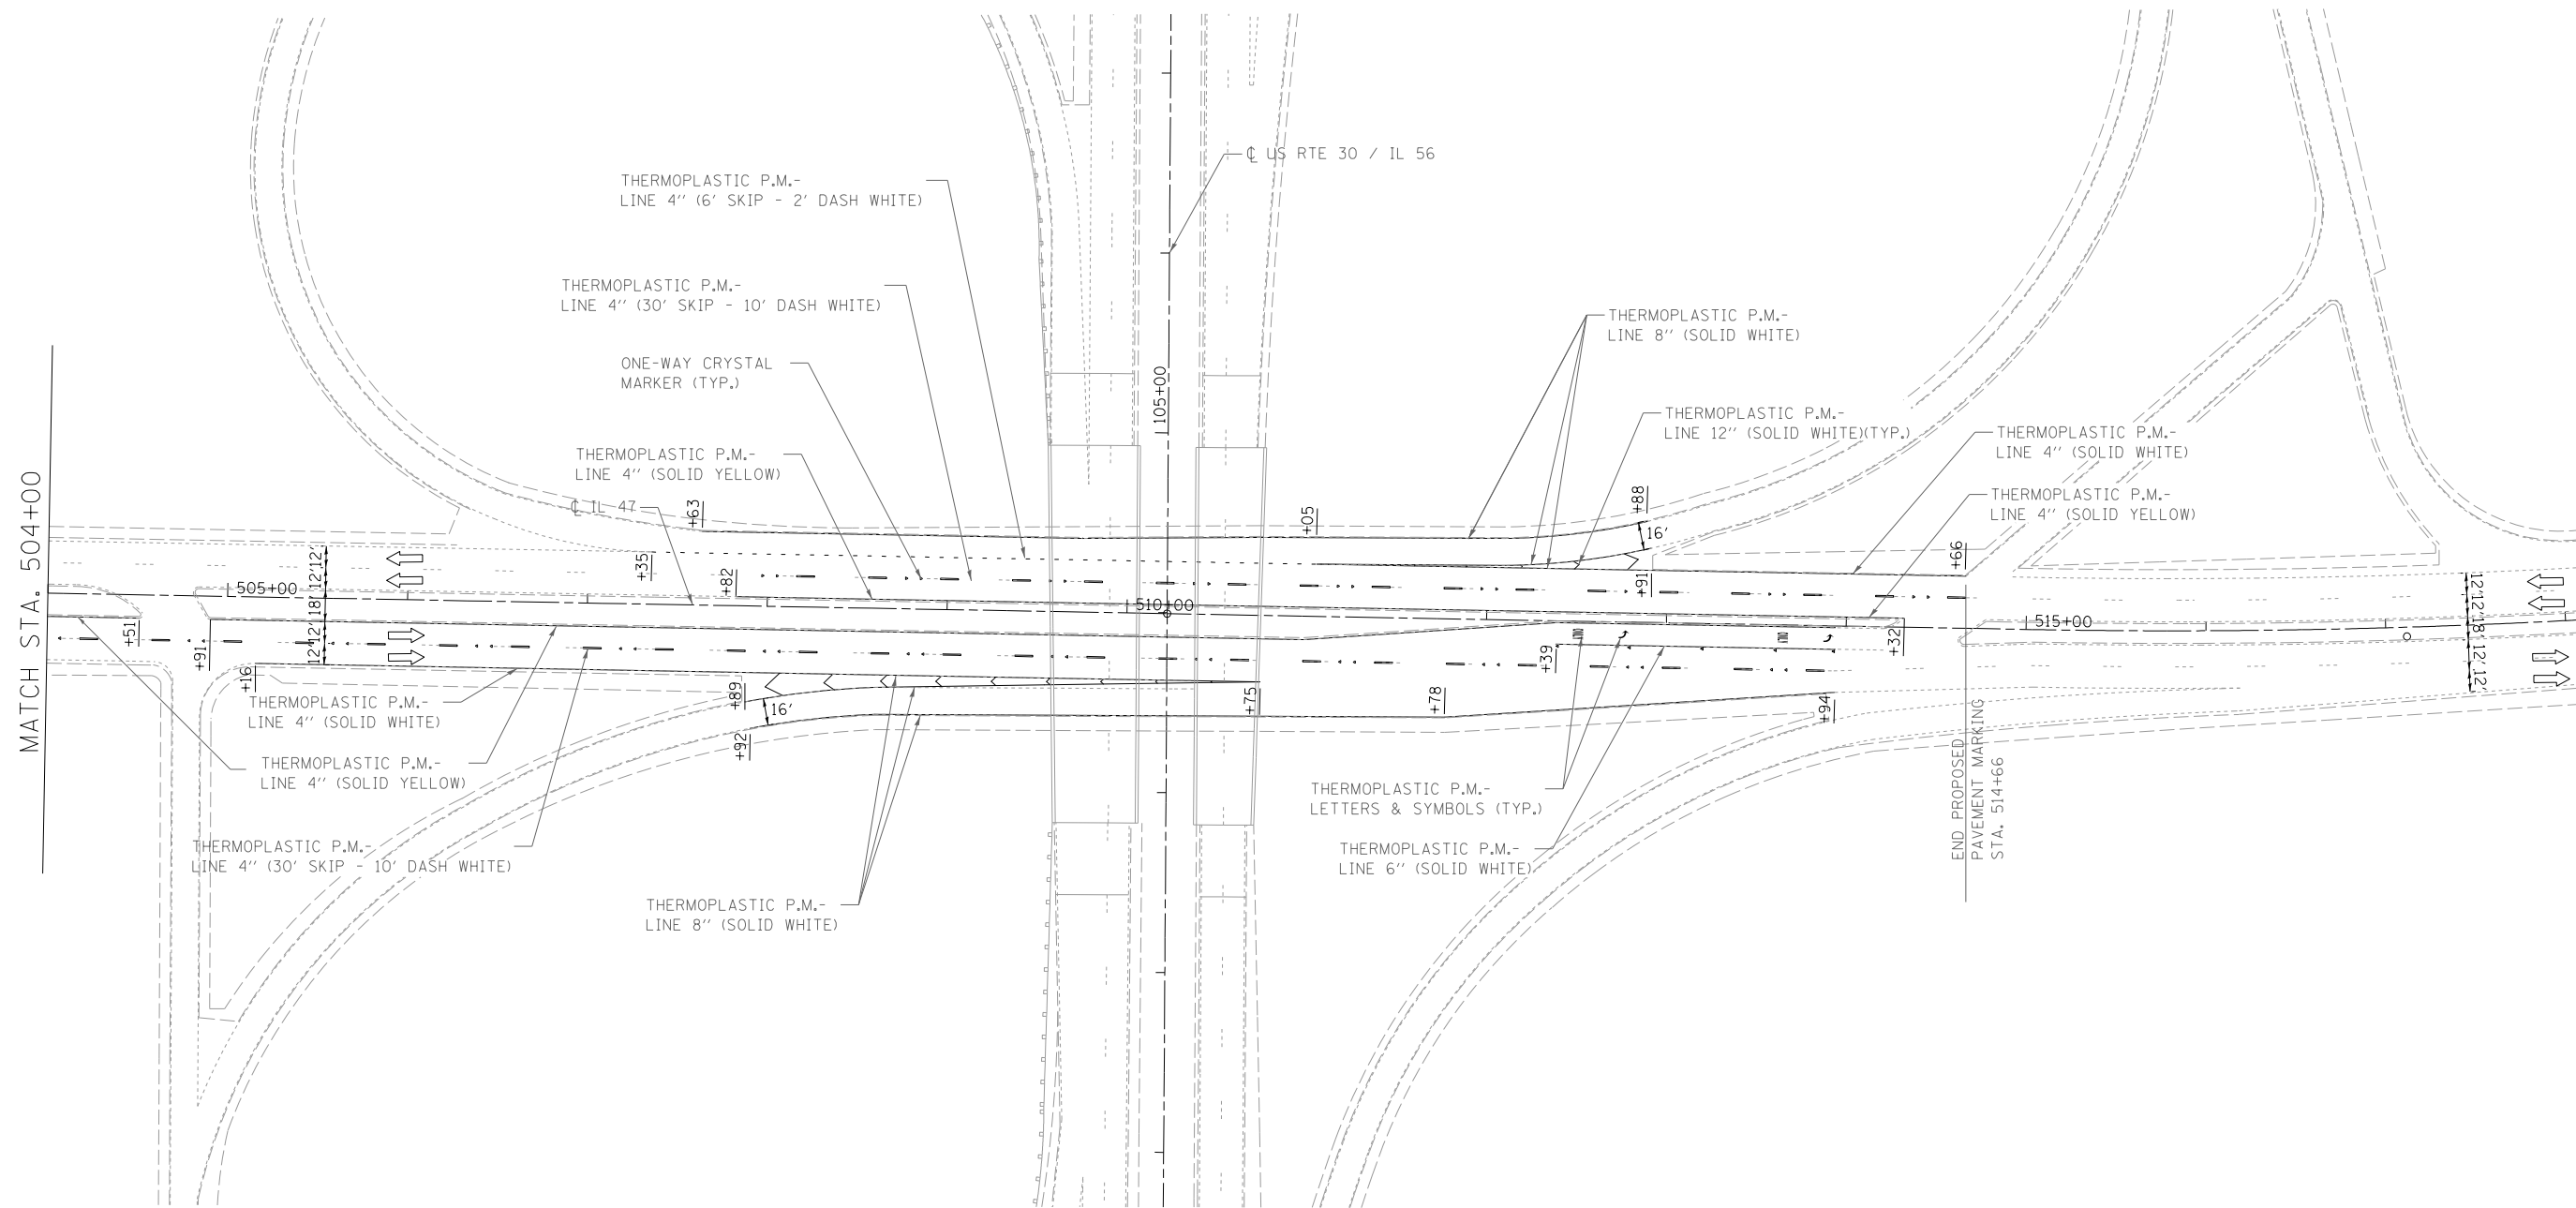 ℄ US RTE 30 / IL 56
THERMOPLASTIC P.M.-
LINE 4'' (6' SKIP - 2' DASH WHITE)
THERMOPLASTIC P.M.-
LINE 4'' (30' SKIP - 10' DASH WHITE)
THERMOPLASTIC P.M.-
LINE 8'' (SOLID WHITE)
ONE-WAY CRYSTAL
MARKER (TYP.)
105+00
THERMOPLASTIC P.M.-
LINE 12'' (SOLID WHITE)(TYP.)
THERMOPLASTIC P.M.-
LINE 4'' (SOLID WHITE)
THERMOPLASTIC P.M.-
LINE 4'' (SOLID YELLOW)
THERMOPLASTIC P.M.-
LINE 4'' (SOLID YELLOW)
℄ IL 47
MATCH STA. 504+00
+63
+05
+88
16'
+35
+82
+91
+66
12'
12'
18'
12'
12'
505+00
510+00
515+00
12'
12'
18'
12'
12'
+51
+91
+16
+89
16'
+92
+75
+78
+39
+94
+32
THERMOPLASTIC P.M.-
LINE 4'' (SOLID WHITE)
THERMOPLASTIC P.M.-
LINE 4'' (SOLID YELLOW)
THERMOPLASTIC P.M.-
LINE 4'' (30' SKIP - 10' DASH WHITE)
THERMOPLASTIC P.M.-
LINE 8'' (SOLID WHITE)
THERMOPLASTIC P.M.-
LETTERS & SYMBOLS (TYP.)
THERMOPLASTIC P.M.-
LINE 6'' (SOLID WHITE)
END PROPOSED
PAVEMENT MARKING
STA. 514+66